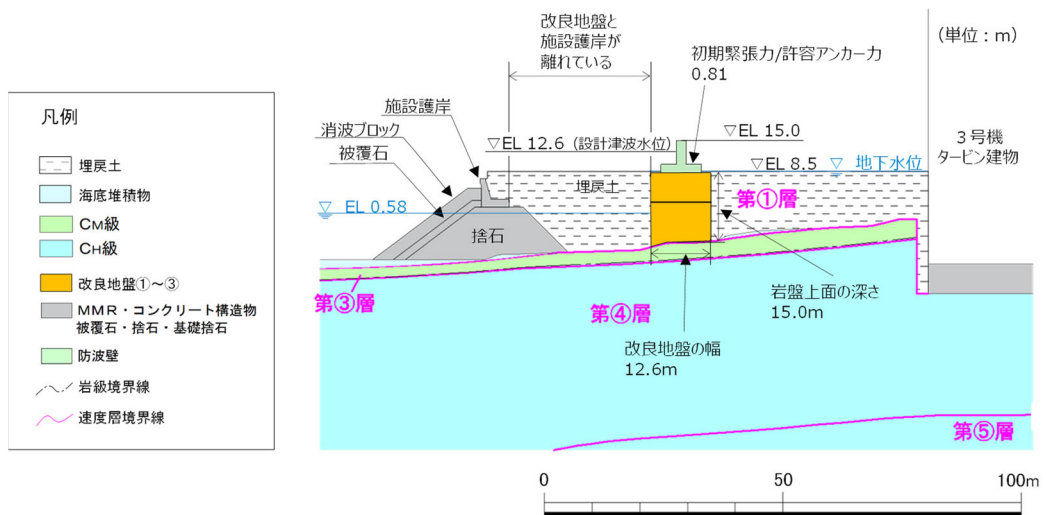 凡例
埋戻土
海底堆積物
CM級
CH級
改良地盤①~③
MMR・コンクリート構造物
被覆石・捨石・基礎捨石
防波壁
岩級境界線
速度層境界線
改良地盤と
施設護岸が
離れている
初期緊張力/許容アンカー力
0.81
(単位:m)
施設護岸
消波ブロック
被覆石
▽EL 12.6 (設計津波水位)
▽EL 15.0
▽EL 8.5
▽ 地下水位
3号機
タービン建物
埋戻土
第①層
▽ EL 0.58
捨石
第③層
第④層
岩盤上面の深さ
15.0m
改良地盤の幅
12.6m
第⑤層
0
50
100m